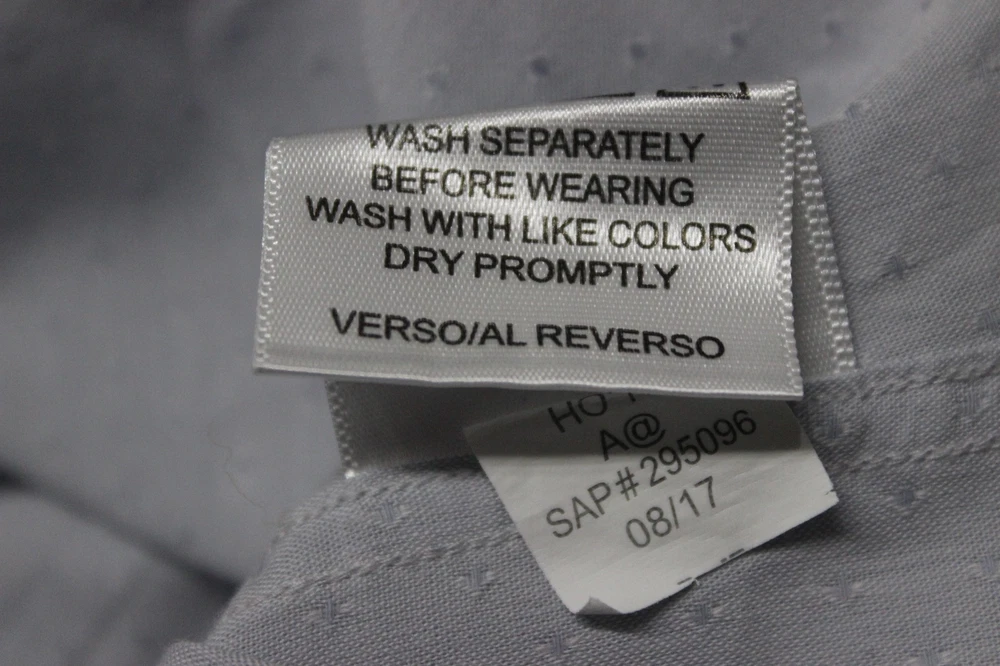 WASH SEPARATELY
BEFORE WEARING
WASH WITH LIKE COLORS
DRY PROMPTLY
VERSO/AL REVERSO
A@
SAP# 295096
08/17